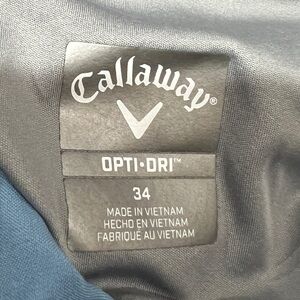 Callaway®
OPTI·DRI™
34
MADE IN VIETNAM
HECHO EN VIETNAM
FABRIQUÉ AU VIETNAM